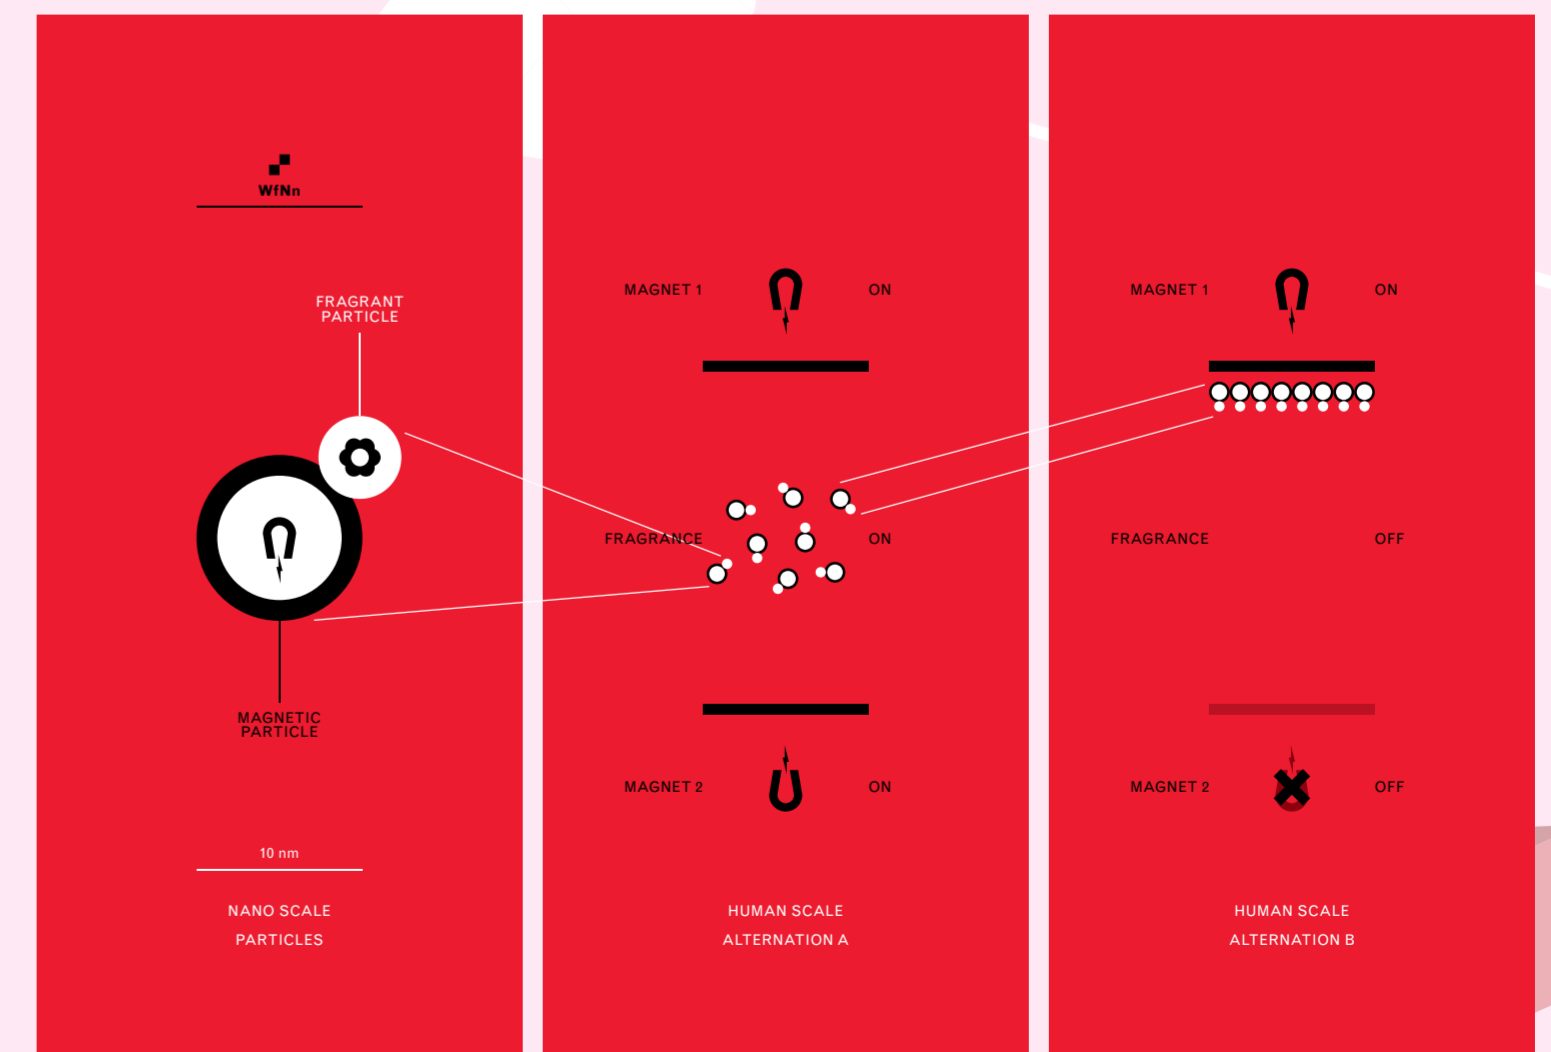 WfNn
FRAGRANT
PARTICLE
MAGNETIC
PARTICLE
10 nm
NANO SCALE
PARTICLES
MAGNET 1 ON
FRAGRANCE ON
MAGNET 2 ON
HUMAN SCALE
ALTERNATION A
MAGNET 1 ON
FRAGRANCE OFF
MAGNET 2 OFF
HUMAN SCALE
ALTERNATION B